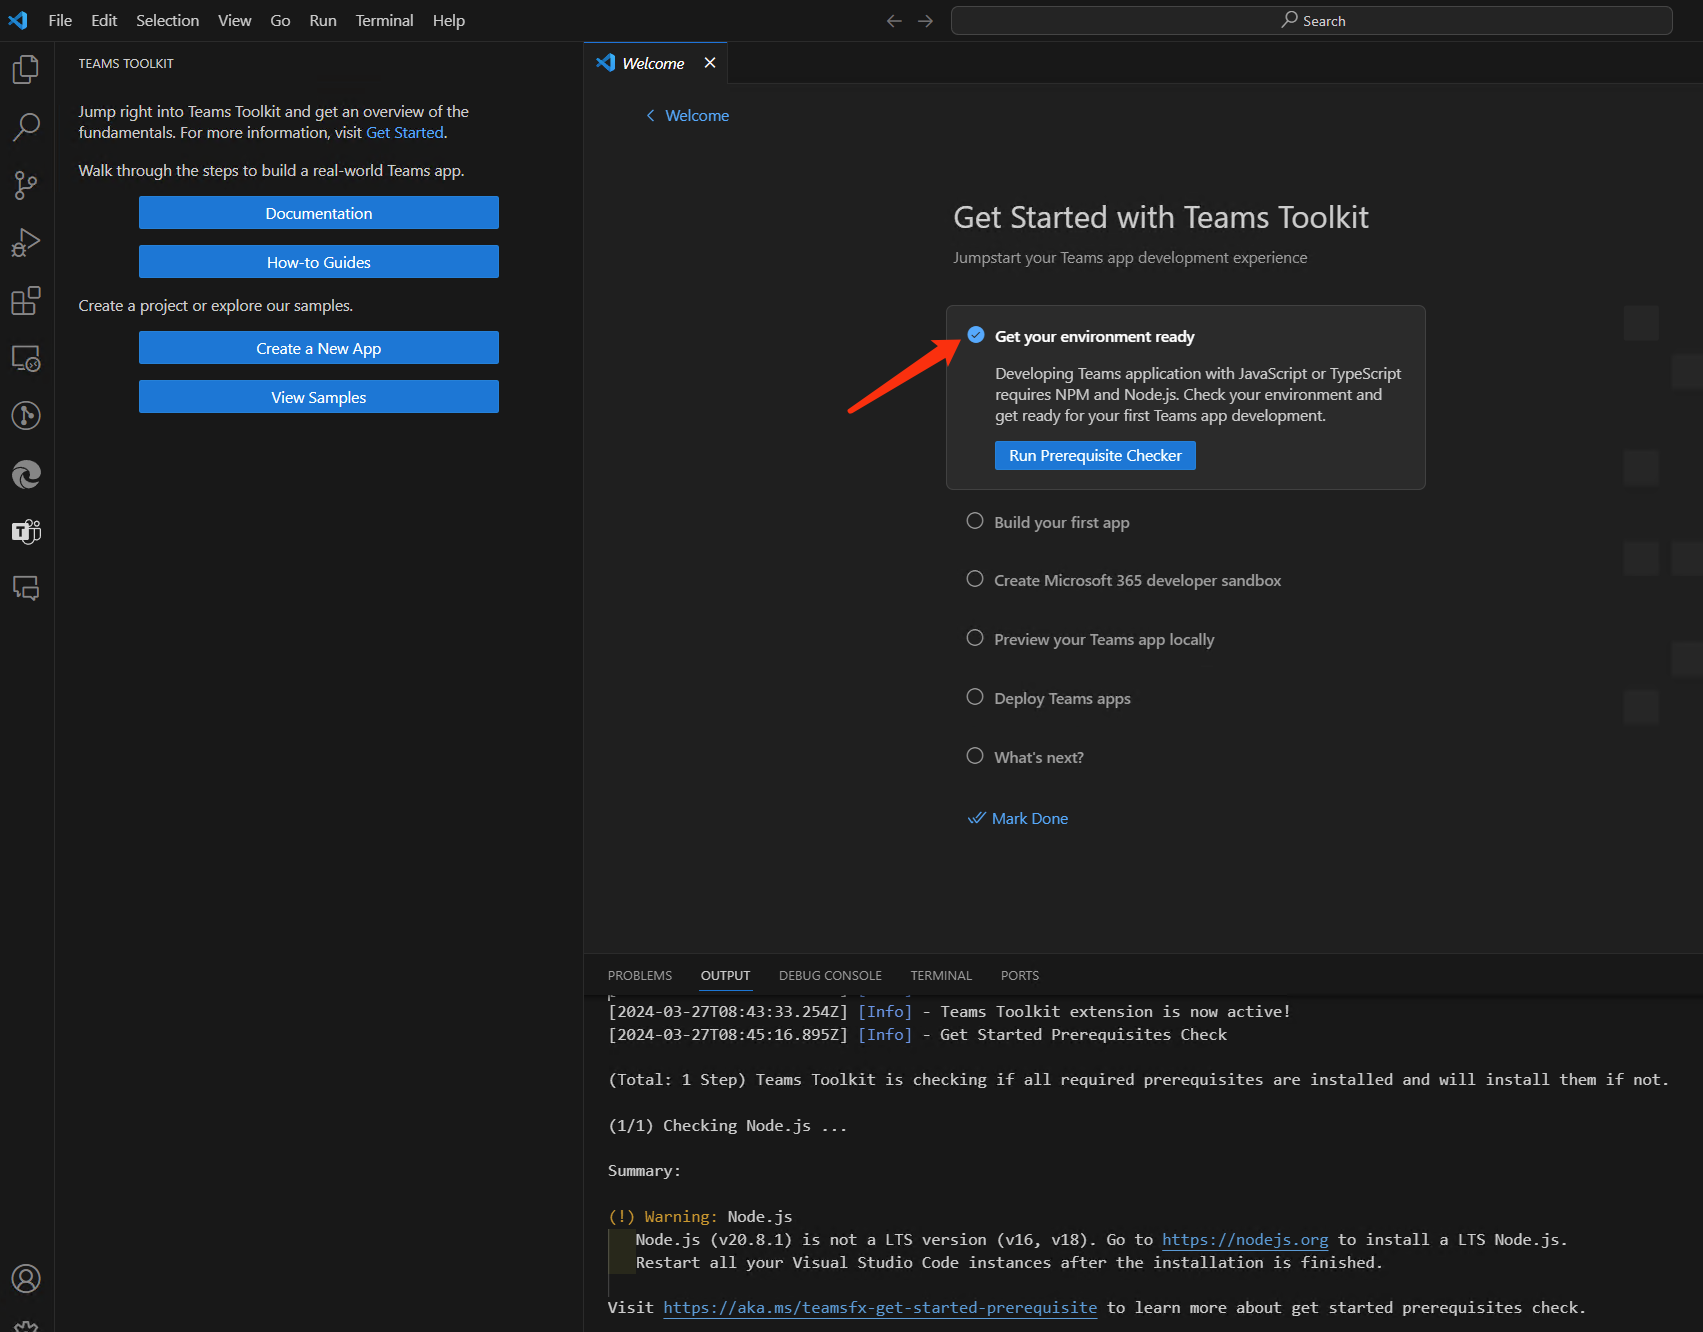 File Edit Selection View Go Run Terminal Help
Search
TEAMS TOOLKIT
Jump right into Teams Toolkit and get an overview of the
fundamentals. For more information, visit Get Started.
Walk through the steps to build a real-world Teams app.
Documentation
How-to Guides
Create a project or explore our samples.
Create a New App
View Samples
Welcome
Welcome
Get Started with Teams Toolkit
Jumpstart your Teams app development experience
Get your environment ready
Developing Teams application with JavaScript or TypeScript
requires NPM and Node.js. Check your environment and
get ready for your first Teams app development.
Run Prerequisite Checker
Build your first app
Create Microsoft 365 developer sandbox
Preview your Teams app locally
Deploy Teams apps
What's next?
Mark Done
PROBLEMS OUTPUT DEBUG CONSOLE TERMINAL PORTS
[2024-03-27T08:43:33.254Z] [Info] - Teams Toolkit extension is now active!
[2024-03-27T08:45:16.895Z] [Info] - Get Started Prerequisites Check
(Total: 1 Step) Teams Toolkit is checking if all required prerequisites are installed and will install them if not.
(1/1) Checking Node.js ...
Summary:
(!) Warning: Node.js
Node.js (v20.8.1) is not a LTS version (v16, v18). Go to https://nodejs.org to install a LTS Node.js.
Restart all your Visual Studio Code instances after the installation is finished.
Visit https://aka.ms/teamsfx-get-started-prerequisite to learn more about get started prerequisites check.